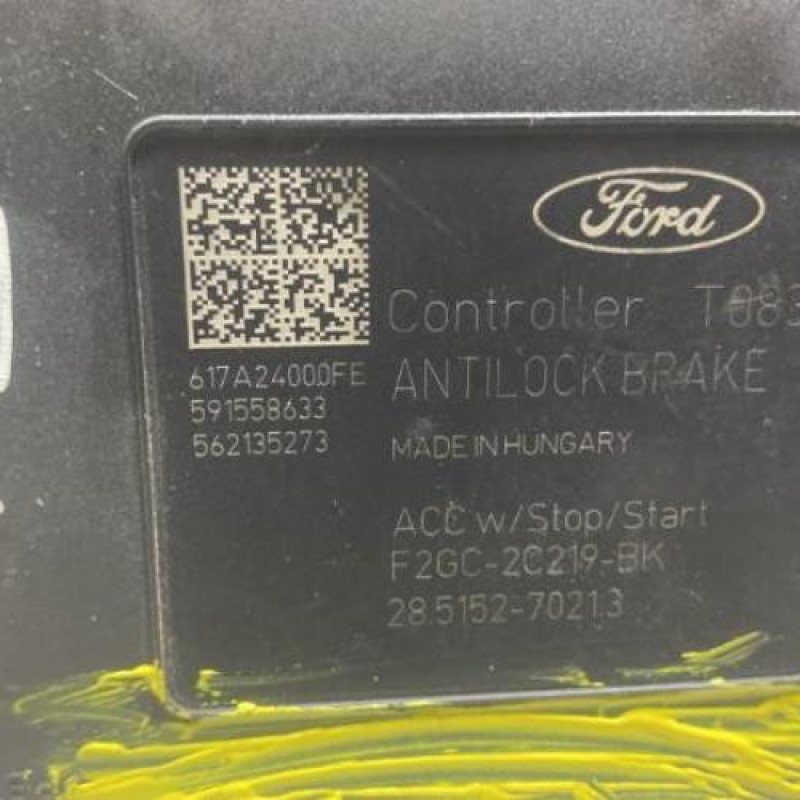 Ford
Controller T083
ANTILOCK BRAKE
MADE IN HUNGARY
617A24000FE
591558633
562135273
ACC w/Stop/Start
F2GC-2C219-BK
28.5152-7021.3